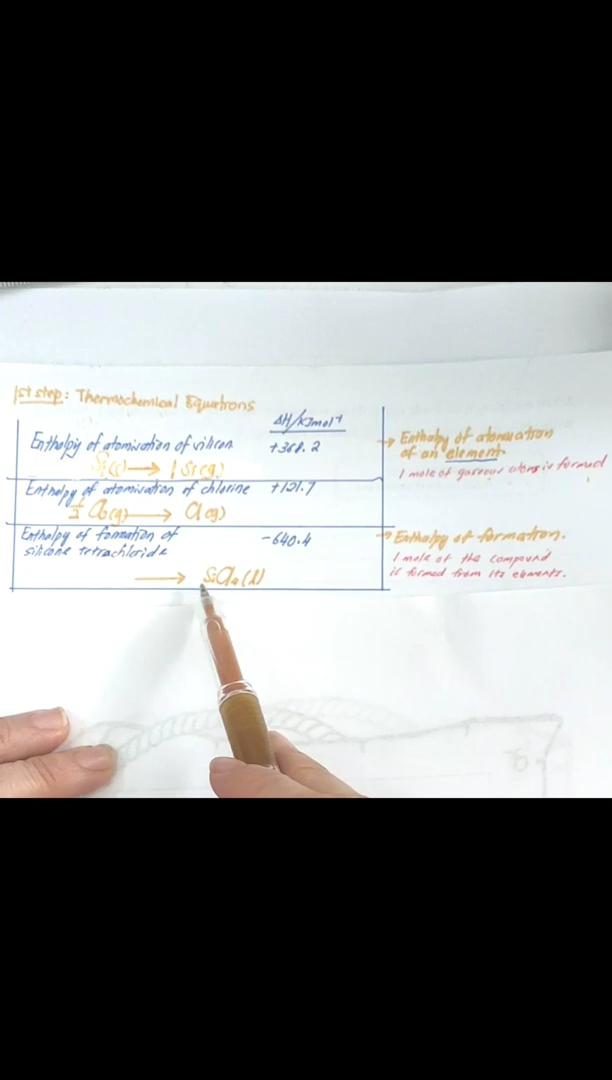 1st step: Thermochemical Equations
ΔH/kJmol⁻¹
Enthalpy of atomisation of silicon +368.2
Si(s) → 1 Si(g)
Enthalpy of atomisation of chlorine +121.7
½ Cl₂(g) → Cl(g)
Enthalpy of formation of -640.4
silicone tetrachloride
→ SiCl₄(l)
→ Enthalpy of atomisation
of an element.
1 mole of gaseous atoms is formed
→ Enthalpy of formation.
1 mole of the compound
is formed from its elements.